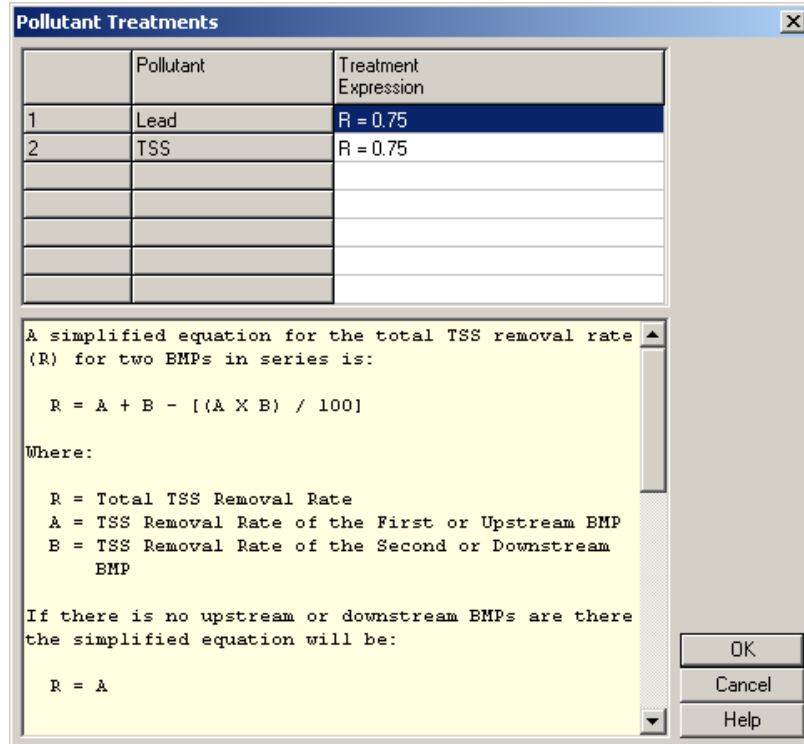 Pollutant Treatments
Pollutant Treatment
Expression
1 Lead R = 0.75
2 TSS R = 0.75
A simplified equation for the total TSS removal rate
(R) for two BMPs in series is:
R = A + B - [(A X B) / 100]
Where:
R = Total TSS Removal Rate
A = TSS Removal Rate of the First or Upstream BMP
B = TSS Removal Rate of the Second or Downstream
BMP
If there is no upstream or downstream BMPs are there
the simplified equation will be:
R = A
OK
Cancel
Help